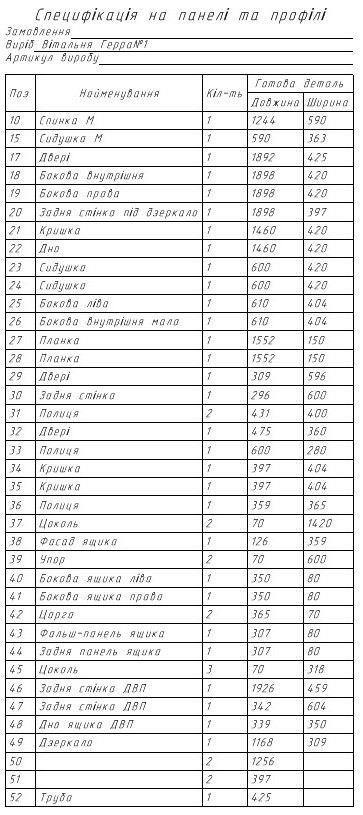 Специфікація на панелі та профілі
Замовлення
Виріб Вітальня Герра№1
Артикул виробу
Поз Найменування Кіл-ть Готова деталь
Довжина Ширина
10 Спинка М 1 1244 590
15 Сидушка М 1 590 363
17 Двері 1 1892 425
18 Бокова внутрішня 1 1898 420
19 Бокова права 1 1898 420
20 Задня стінка під дзеркало 1 1898 397
21 Кришка 1 1460 420
22 Дно 1 1460 420
23 Сидушка 1 600 420
24 Сидушка 1 600 420
25 Бокова ліва 1 610 404
26 Бокова внутрішня мала 1 610 404
27 Планка 1 1552 150
28 Планка 1 1552 150
29 Двері 1 309 596
30 Задня стінка 1 296 600
31 Полиця 2 431 400
32 Двері 1 475 360
33 Полиця 1 600 280
34 Кришка 1 397 404
35 Кришка 1 397 404
36 Полиця 1 359 365
37 Цоколь 2 70 1420
38 Фасад ящика 1 126 359
39 Упор 2 70 600
40 Бокова ящика ліва 1 350 80
41 Бокова ящика права 1 350 80
42 Царга 2 365 70
43 Фальш-панель ящика 1 307 80
44 Задня панель ящика 1 307 80
45 Цоколь 3 70 318
46 Задня стінка ДВП 1 1926 459
47 Задня стінка ДВП 1 342 604
48 Дно ящика ДВП 1 339 350
49 Дзеркало 1 1168 309
50 2 1256
51 2 397
52 Труба 1 425